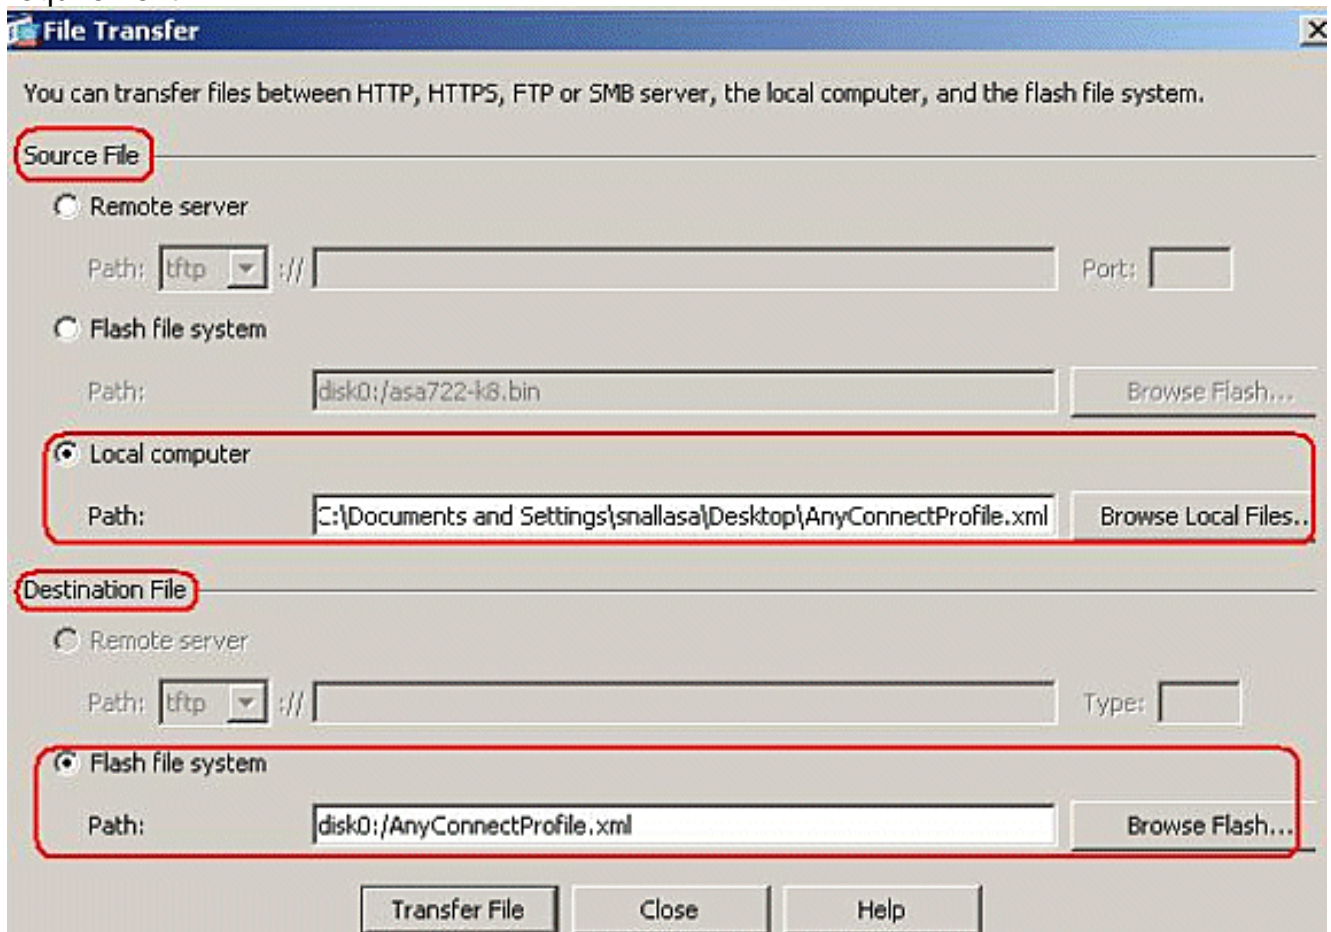 File Transfer
You can transfer files between HTTP, HTTPS, FTP or SMB server, the local computer, and the flash file system.
Source File
Remote server
Path: tftp :// Port:
Flash file system
Path: disk0:/asa722-k8.bin Browse Flash...
Local computer
Path: C:\Documents and Settings\snallasa\Desktop\AnyConnectProfile.xml Browse Local Files..
Destination File
Remote server
Path: tftp :// Type:
Flash file system
Path: disk0:/AnyConnectProfile.xml Browse Flash...
Transfer File Close Help